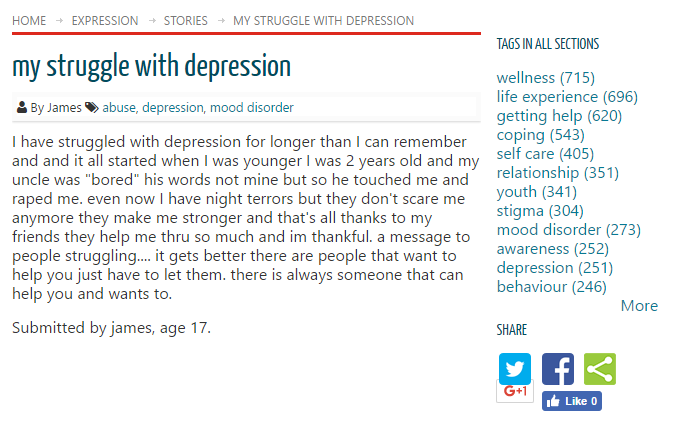 HOME → EXPRESSION → STORIES → MY STRUGGLE WITH DEPRESSION
my struggle with depression
By James abuse, depression, mood disorder
I have struggled with depression for longer than I can remember
and and it all started when I was younger I was 2 years old and my
uncle was "bored" his words not mine but so he touched me and
raped me. even now I have night terrors but they don't scare me
anymore they make me stronger and that's all thanks to my
friends they help me thru so much and im thankful. a message to
people struggling.... it gets better there are people that want to
help you just have to let them. there is always someone that can
help you and wants to.
Submitted by james, age 17.
TAGS IN ALL SECTIONS
wellness (715)
life experience (696)
getting help (620)
coping (543)
self care (405)
relationship (351)
youth (341)
stigma (304)
mood disorder (273)
awareness (252)
depression (251)
behaviour (246)
More
SHARE
G+1
Like 0